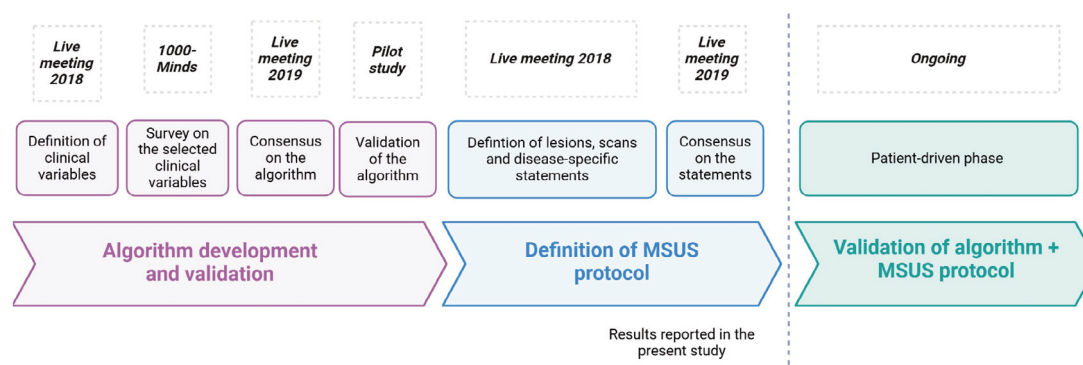 Live
meeting
2018
1000-
Minds
Live
meeting
2019
Pilot
study
Live meeting 2018
Live
meeting
2019
Ongoing
Definition of
clinical
variables
Survey on
the selected
clinical
variables
Consensus
on the
algorithm
Validation
of the
algorithm
Definition of lesions, scans
and disease-specific
statements
Consensus
on the
statements
Patient-driven phase
Algorithm development
and validation
Definition of MSUS
protocol
Validation of algorithm +
MSUS protocol
Results reported in the
present study